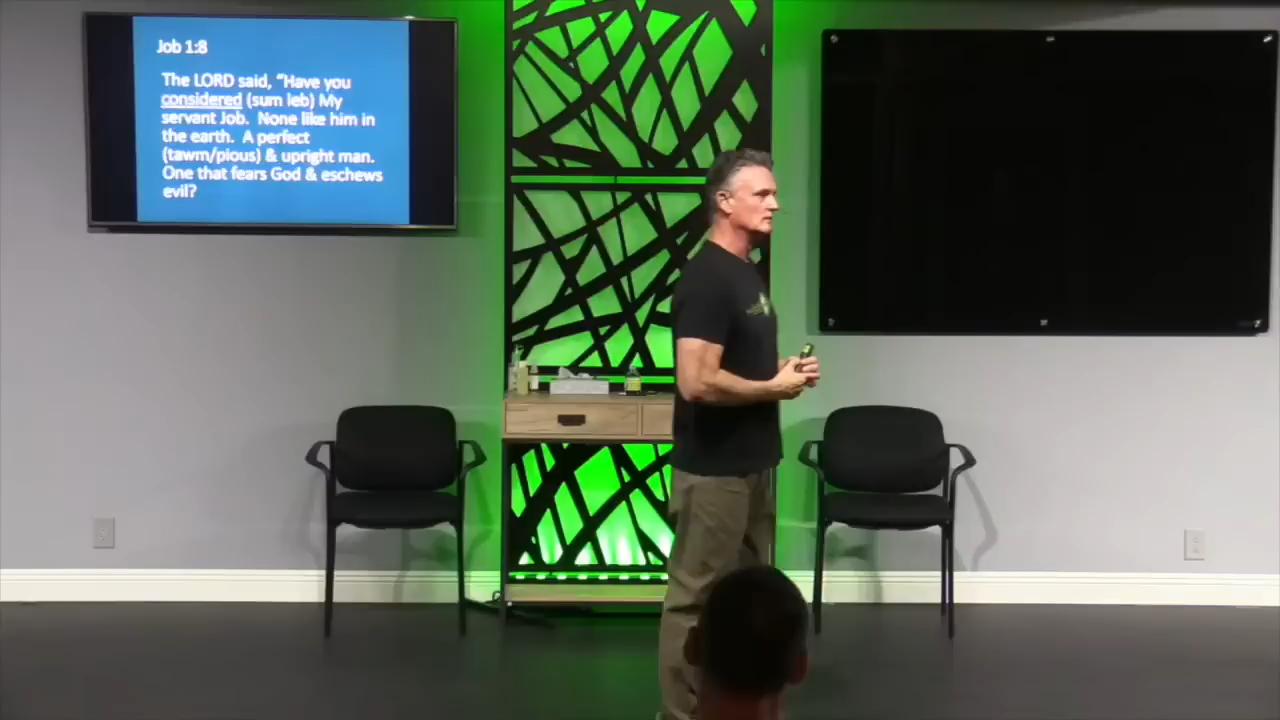 Job 1:8
The LORD said, “Have you
considered (sum leb) My
servant Job. None like him in
the earth. A perfect
(tawm/pious) & upright man.
One that fears God & eschews
evil?